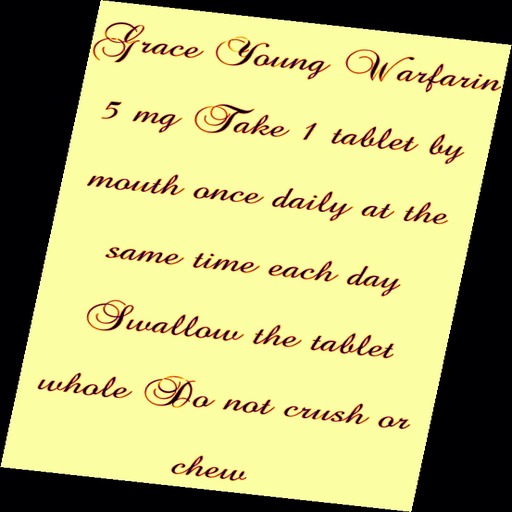 Grace Young Warfarin
5 mg Take 1 tablet by
mouth once daily at the
same time each day
Swallow the tablet
whole Do not crush or
chew